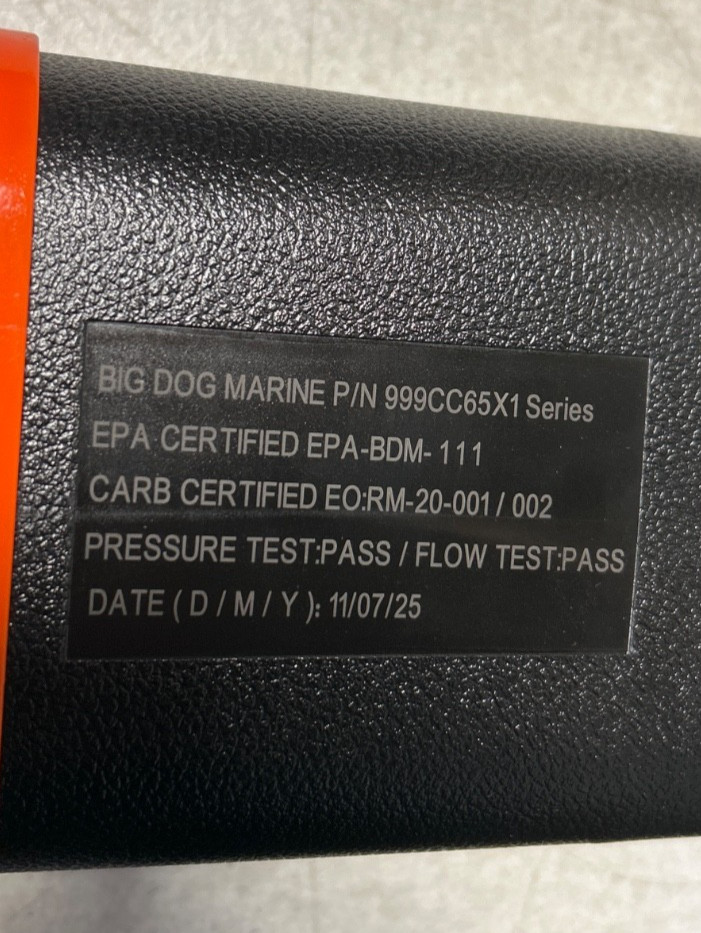 BIG DOG MARINE P/N 999CC65X1 Series
EPA CERTIFIED EPA-BDM- 111
CARB CERTIFIED EO:RM-20-001 / 002
PRESSURE TEST:PASS / FLOW TEST:PASS
DATE ( D / M / Y ): 11/07/25